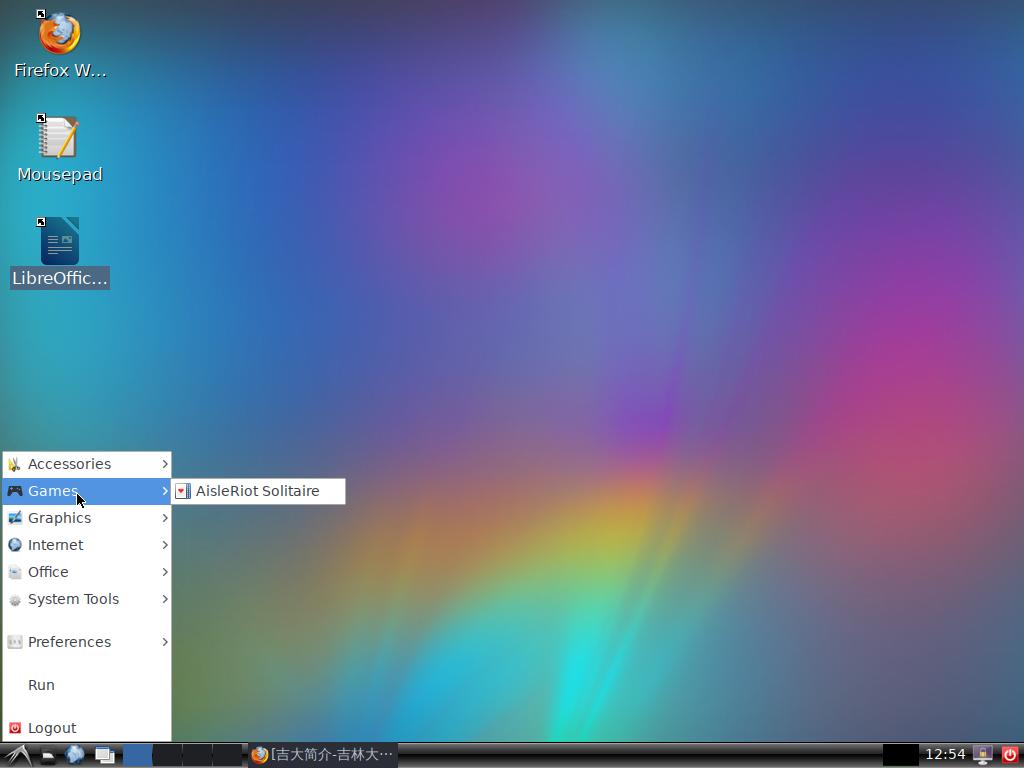 Firefox W...
Mousepad
LibreOffic...
Accessories
Games
AisleRiot Solitaire
Graphics
Internet
Office
System Tools
Preferences
Run
Logout
[吉大简介-吉林大···
12:54